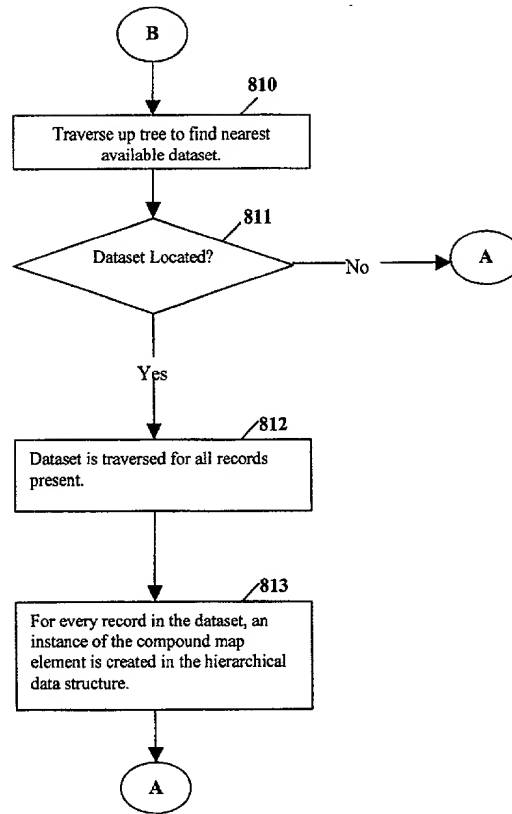 B
810
Traverse up tree to find nearest
available dataset.
811
Dataset Located?
No
A
Yes
812
Dataset is traversed for all records
present.
813
For every record in the dataset, an
instance of the compound map
element is created in the hierarchical
data structure.
A